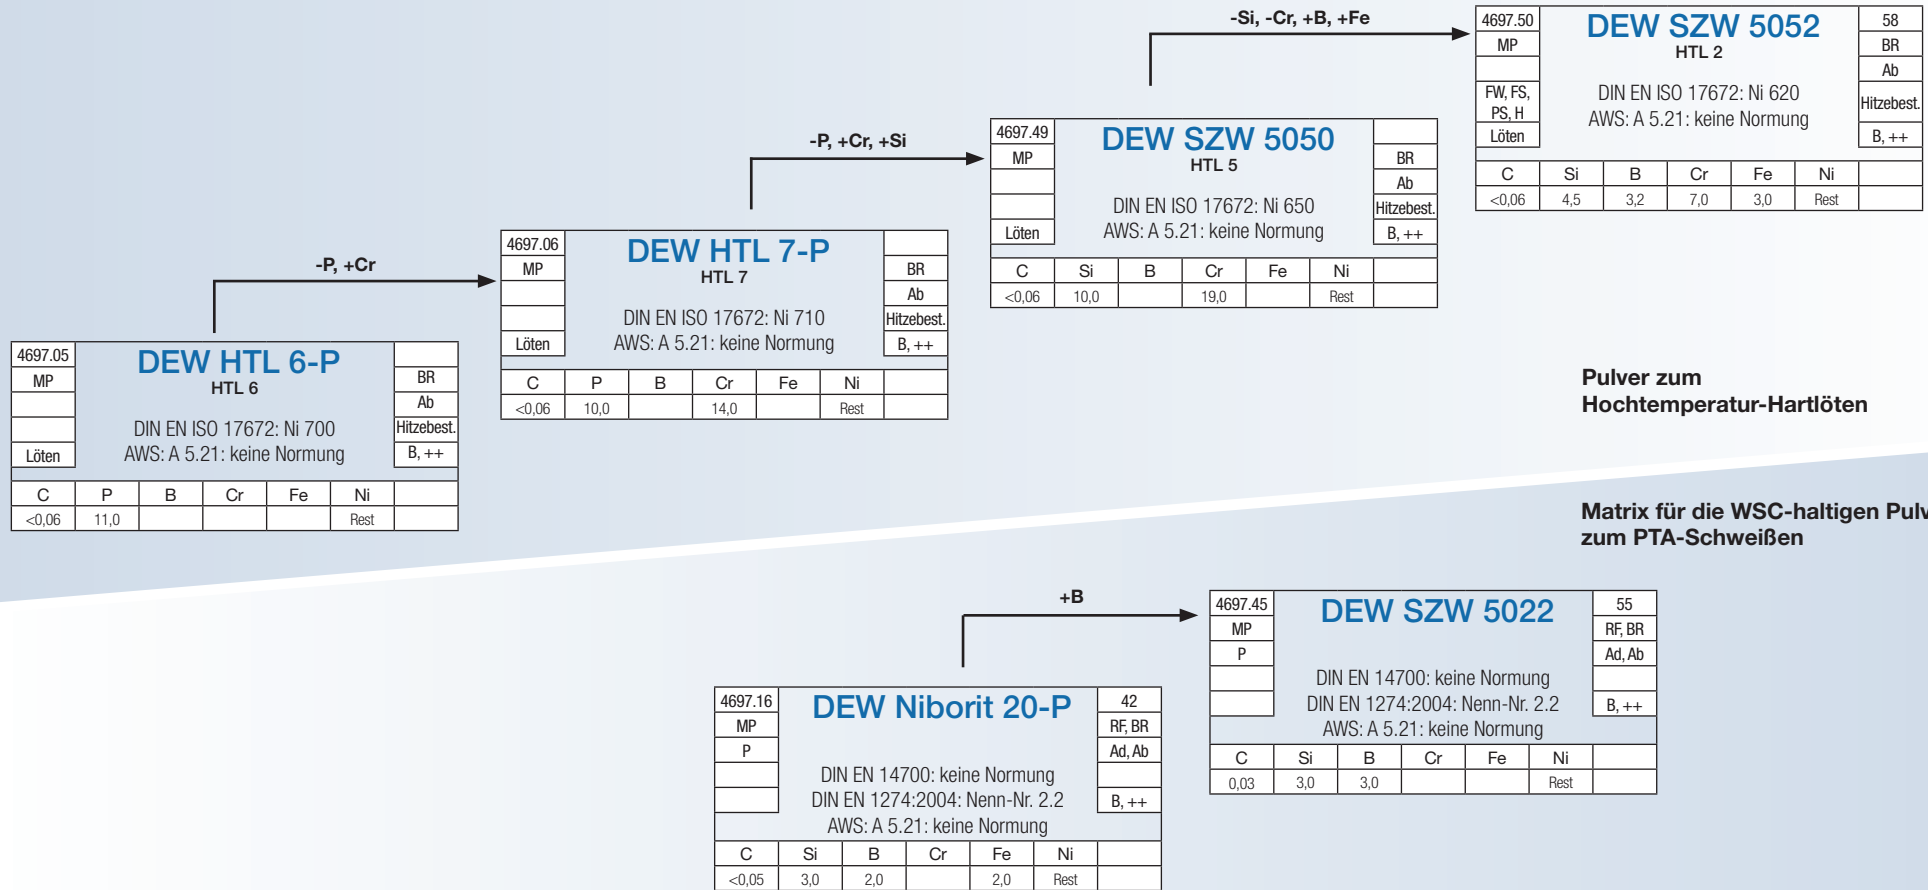 -Si, -Cr, +B, +Fe
4697.50
MP
FW, FS,
PS, H
Löten
DEW SZW 5052
HTL 2
DIN EN ISO 17672: Ni 620
AWS: A 5.21: keine Normung
58
BR
Ab
Hitzebest.
B, ++
C Si B Cr Fe Ni
<0,06 4,5 3,2 7,0 3,0 Rest
-P, +Cr, +Si
4697.49
MP
Löten
DEW SZW 5050
HTL 5
DIN EN ISO 17672: Ni 650
AWS: A 5.21: keine Normung
BR
Ab
Hitzebest.
B, ++
C Si B Cr Fe Ni
<0,06 10,0 19,0 Rest
-P, +Cr
4697.06
MP
Löten
DEW HTL 7-P
HTL 7
DIN EN ISO 17672: Ni 710
AWS: A 5.21: keine Normung
BR
Ab
Hitzebest.
B, ++
C P B Cr Fe Ni
<0,06 10,0 14,0 Rest
4697.05
MP
Löten
DEW HTL 6-P
HTL 6
DIN EN ISO 17672: Ni 700
AWS: A 5.21: keine Normung
BR
Ab
Hitzebest.
B, ++
C P B Cr Fe Ni
<0,06 11,0 Rest
Pulver zum
Hochtemperatur-Hartlöten
Matrix für die WSC-haltigen Pulv
zum PTA-Schweißen
+B
4697.45
MP
P
DEW SZW 5022
DIN EN 14700: keine Normung
DIN EN 1274:2004: Nenn-Nr. 2.2
AWS: A 5.21: keine Normung
55
RF, BR
Ad, Ab
B, ++
C Si B Cr Fe Ni
0,03 3,0 3,0 Rest
4697.16
MP
P
DEW Niborit 20-P
DIN EN 14700: keine Normung
DIN EN 1274:2004: Nenn-Nr. 2.2
AWS: A 5.21: keine Normung
42
RF, BR
Ad, Ab
B, ++
C Si B Cr Fe Ni
<0,05 3,0 2,0 2,0 Rest